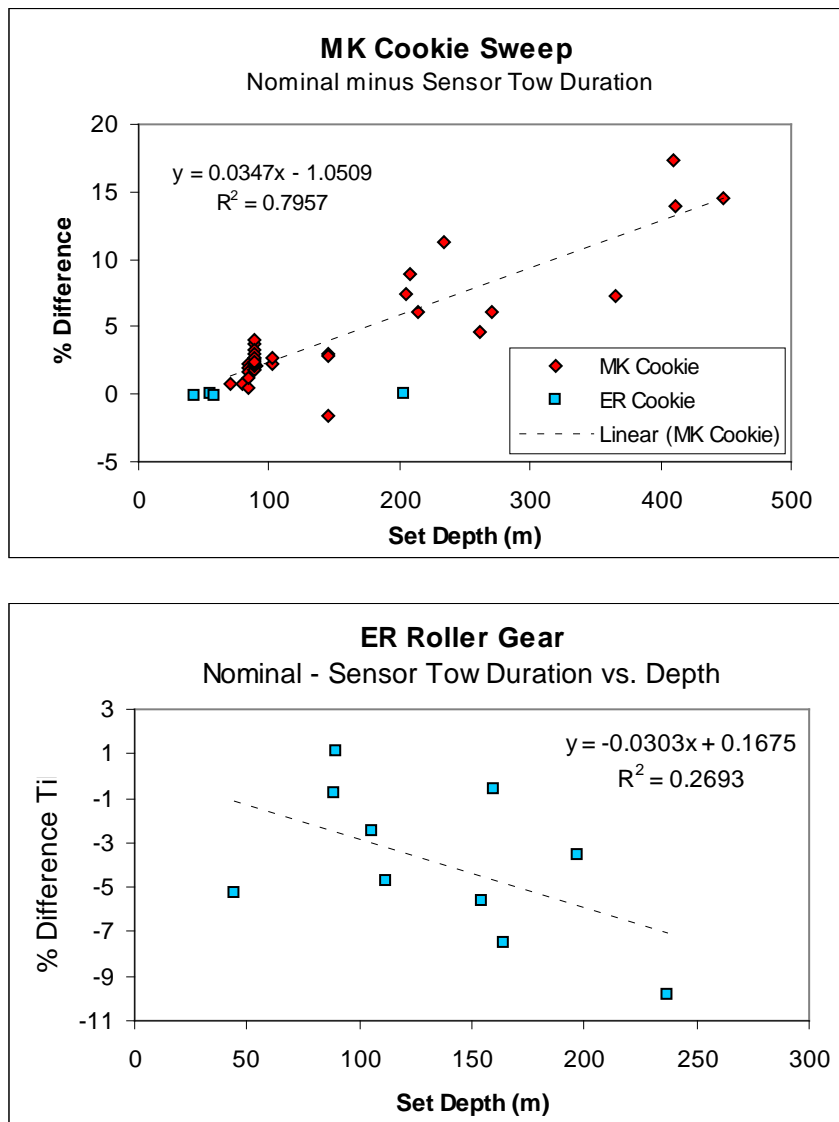 MK Cookie Sweep
Nominal minus Sensor Tow Duration
20
15
10
5
0
-5
% Difference
y = 0.0347x - 1.0509
R² = 0.7957
MK Cookie
ER Cookie
Linear (MK Cookie)
0 100 200 300 400 500
Set Depth (m)
ER Roller Gear
Nominal - Sensor Tow Duration vs. Depth
3
1
-1
-3
-5
-7
-9
-11
% Difference Ti
y = -0.0303x + 0.1675
R² = 0.2693
0 50 100 150 200 250 300
Set Depth (m)